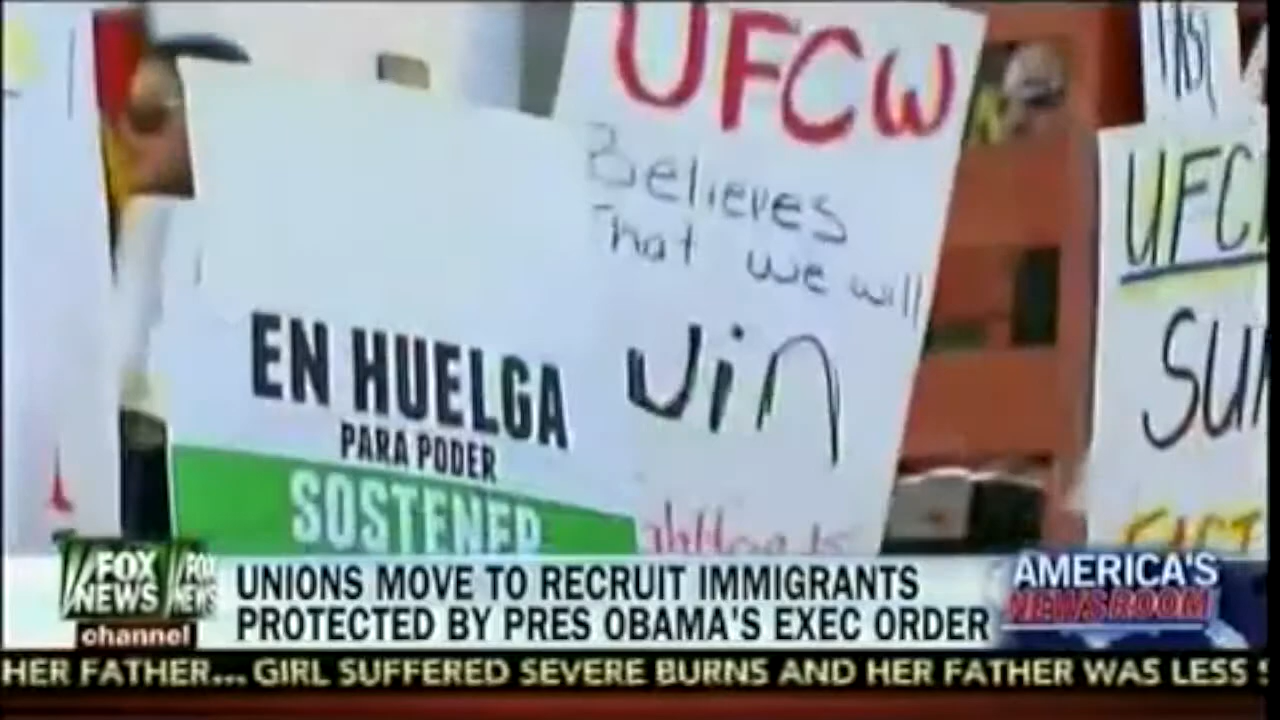 UFCW
Believes
That we will
win
EN HUELGA
PARA PODER
SOSTENER
UFC
SUP
FAST
FOX
NEWS
channel
UNIONS MOVE TO RECRUIT IMMIGRANTS
PROTECTED BY PRES OBAMA'S EXEC ORDER
AMERICA'S
NEWSROOM
HER FATHER... GIRL SUFFERED SEVERE BURNS AND HER FATHER WAS LESS